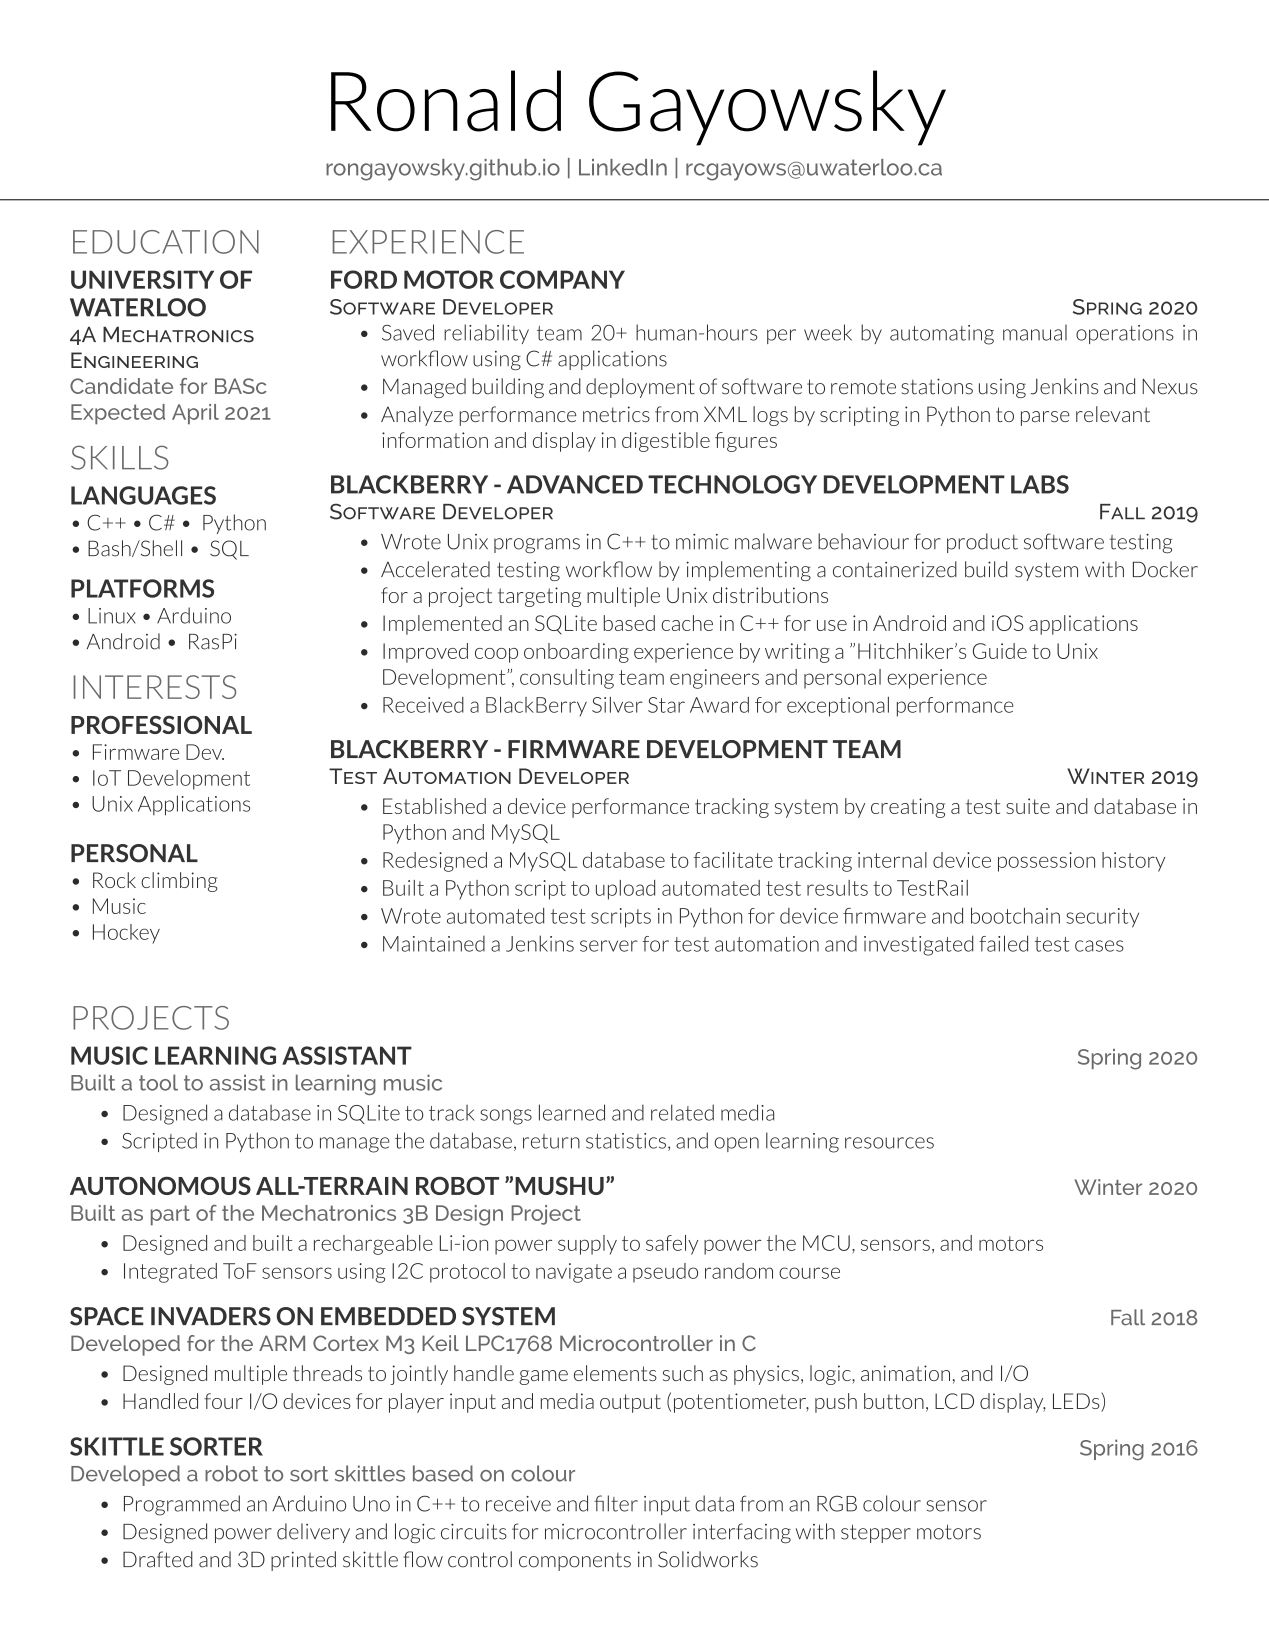 Ronald Gayowsky
rongayowsky.github.io | LinkedIn | rcgayows@uwaterloo.ca
EDUCATION
UNIVERSITY OF
WATERLOO
4A Mechatronics
Engineering
Candidate for BASc
Expected April 2021
SKILLS
LANGUAGES
• C++ • C# • Python
• Bash/Shell • SQL
PLATFORMS
• Linux • Arduino
• Android • RasPi
INTERESTS
PROFESSIONAL
• Firmware Dev.
• IoT Development
• Unix Applications
PERSONAL
• Rock climbing
• Music
• Hockey
EXPERIENCE
FORD MOTOR COMPANY
Software Developer Spring 2020
• Saved reliability team 20+ human-hours per week by automating manual operations in
workflow using C# applications
• Managed building and deployment of software to remote stations using Jenkins and Nexus
• Analyze performance metrics from XML logs by scripting in Python to parse relevant
information and display in digestible figures
BLACKBERRY - ADVANCED TECHNOLOGY DEVELOPMENT LABS
Software Developer Fall 2019
• Wrote Unix programs in C++ to mimic malware behaviour for product software testing
• Accelerated testing workflow by implementing a containerized build system with Docker
for a project targeting multiple Unix distributions
• Implemented an SQLite based cache in C++ for use in Android and iOS applications
• Improved coop onboarding experience by writing a ”Hitchhiker’s Guide to Unix
Development”, consulting team engineers and personal experience
• Received a BlackBerry Silver Star Award for exceptional performance
BLACKBERRY - FIRMWARE DEVELOPMENT TEAM
Test Automation Developer Winter 2019
• Established a device performance tracking system by creating a test suite and database in
Python and MySQL
• Redesigned a MySQL database to facilitate tracking internal device possession history
• Built a Python script to upload automated test results to TestRail
• Wrote automated test scripts in Python for device firmware and bootchain security
• Maintained a Jenkins server for test automation and investigated failed test cases
PROJECTS
MUSIC LEARNING ASSISTANT Spring 2020
Built a tool to assist in learning music
• Designed a database in SQLite to track songs learned and related media
• Scripted in Python to manage the database, return statistics, and open learning resources
AUTONOMOUS ALL-TERRAIN ROBOT ”MUSHU” Winter 2020
Built as part of the Mechatronics 3B Design Project
• Designed and built a rechargeable Li-ion power supply to safely power the MCU, sensors, and motors
• Integrated ToF sensors using I2C protocol to navigate a pseudo random course
SPACE INVADERS ON EMBEDDED SYSTEM Fall 2018
Developed for the ARM Cortex M3 Keil LPC1768 Microcontroller in C
• Designed multiple threads to jointly handle game elements such as physics, logic, animation, and I/O
• Handled four I/O devices for player input and media output (potentiometer, push button, LCD display, LEDs)
SKITTLE SORTER Spring 2016
Developed a robot to sort skittles based on colour
• Programmed an Arduino Uno in C++ to receive and filter input data from an RGB colour sensor
• Designed power delivery and logic circuits for microcontroller interfacing with stepper motors
• Drafted and 3D printed skittle flow control components in Solidworks